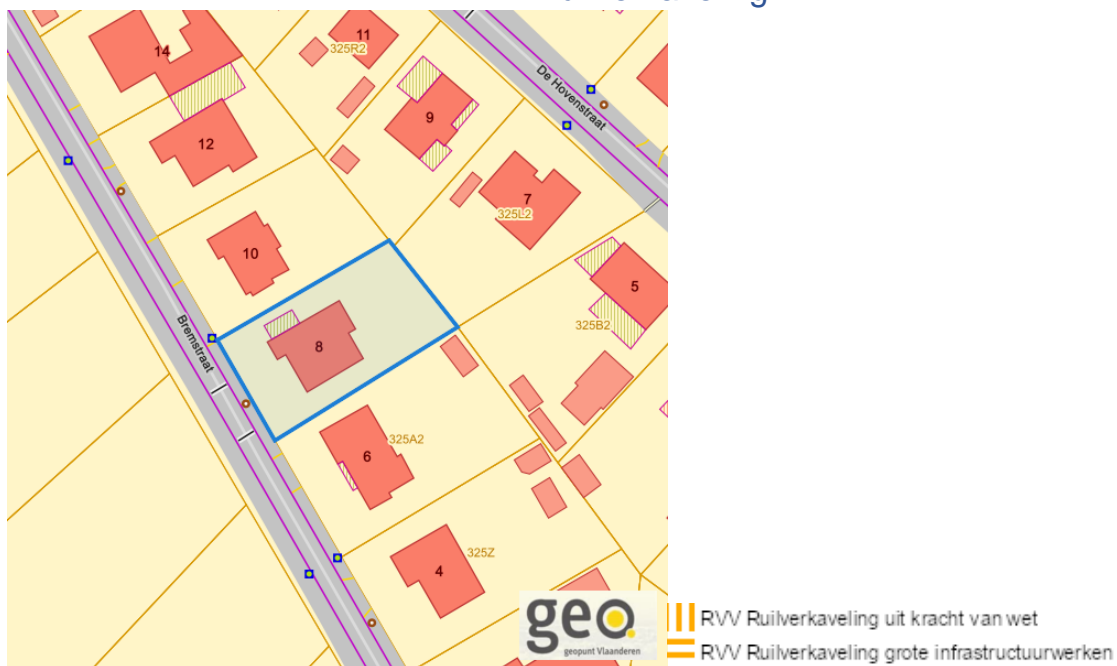 14
11
325R2
De Hovenstraat
9
12
7
325L2
10
5
325B2
Bremstraat
8
325A2
6
325Z
4
geo
geopunt Vlaanderen
RVV Ruilverkaveling uit kracht van wet
RVV Ruilverkaveling grote infrastructuurwerken